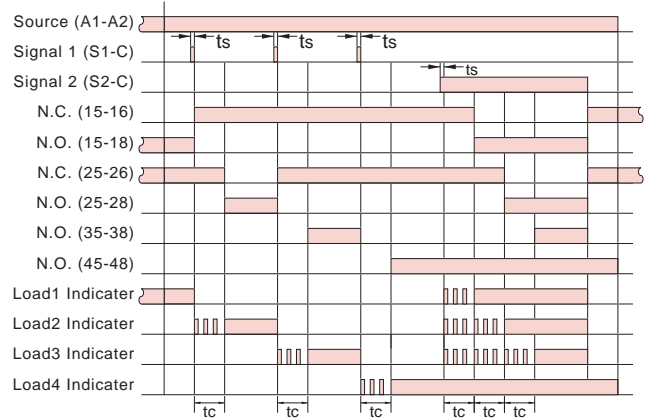 Source (A1-A2)
Signal 1 (S1-C) ts ts ts
Signal 2 (S2-C) ts
N.C. (15-16)
N.O. (15-18)
N.C. (25-26)
N.O. (25-28)
N.O. (35-38)
N.O. (45-48)
Load1 Indicater
Load2 Indicater
Load3 Indicater
Load4 Indicater
tc tc tc tc tc tc